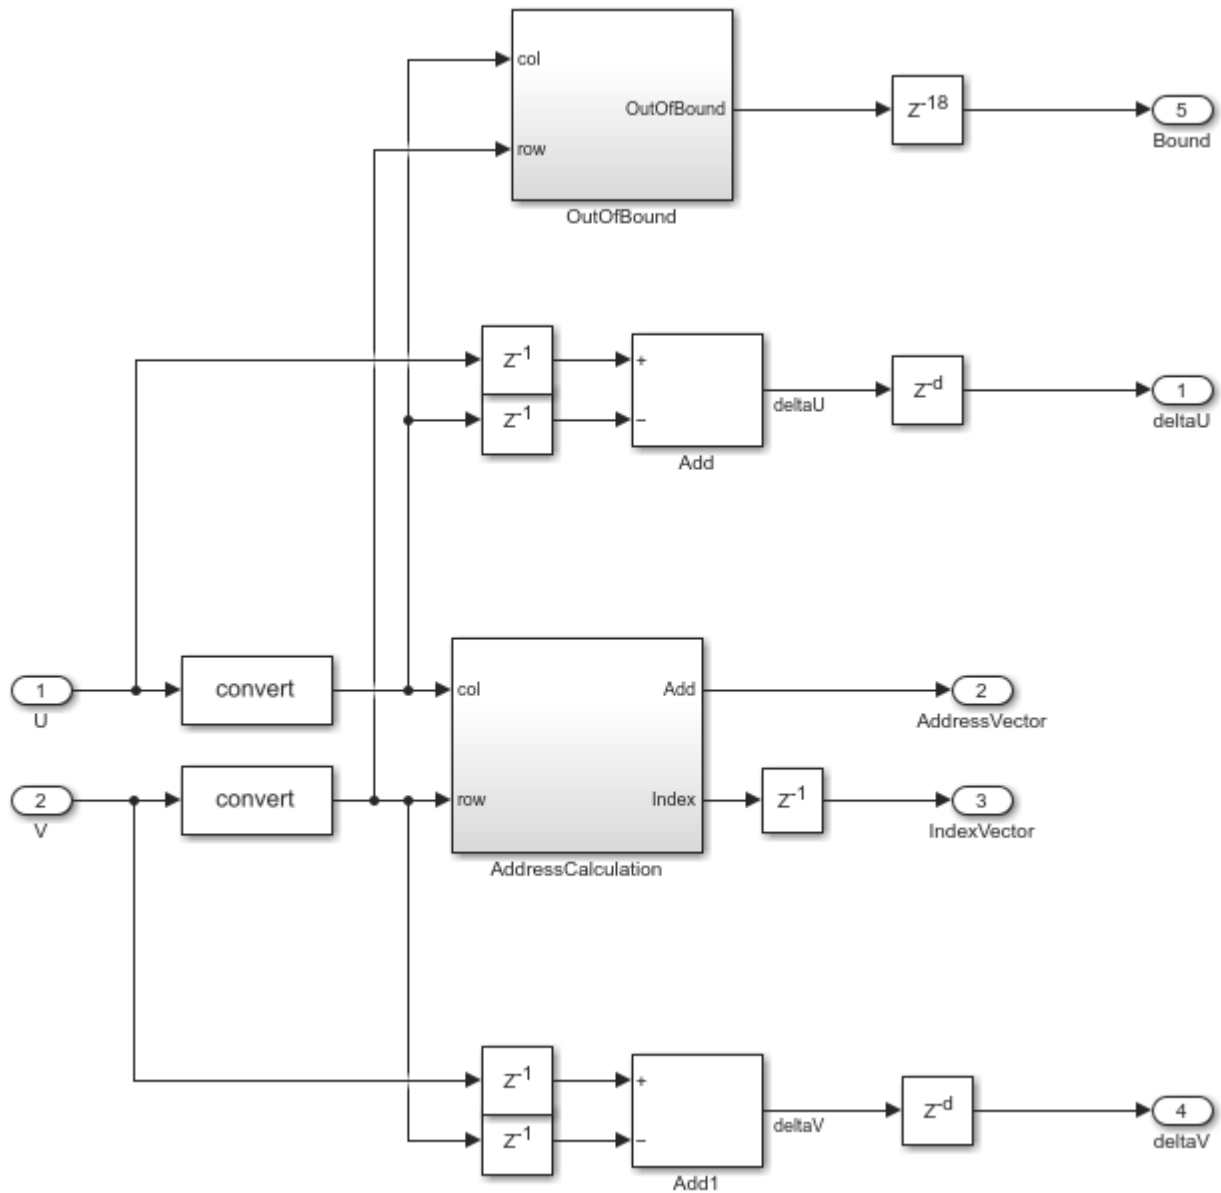 col
OutOfBound
row
OutOfBound
Z-18
5
Bound
Z-1
+
deltaU
Z-d
1
deltaU
Z-1
−
Add
1
U
convert
col
Add
2
AddressVector
2
V
convert
row
Index
Z-1
3
IndexVector
AddressCalculation
Z-1
+
deltaV
Z-d
4
deltaV
Z-1
−
Add1